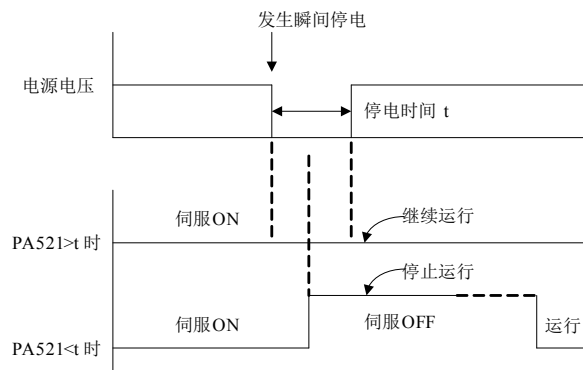 发生瞬间停电
电源电压
停电时间 t
伺服ON
继续运行
PA521>t 时
停止运行
伺服ON
伺服OFF
运行
PA521<t 时